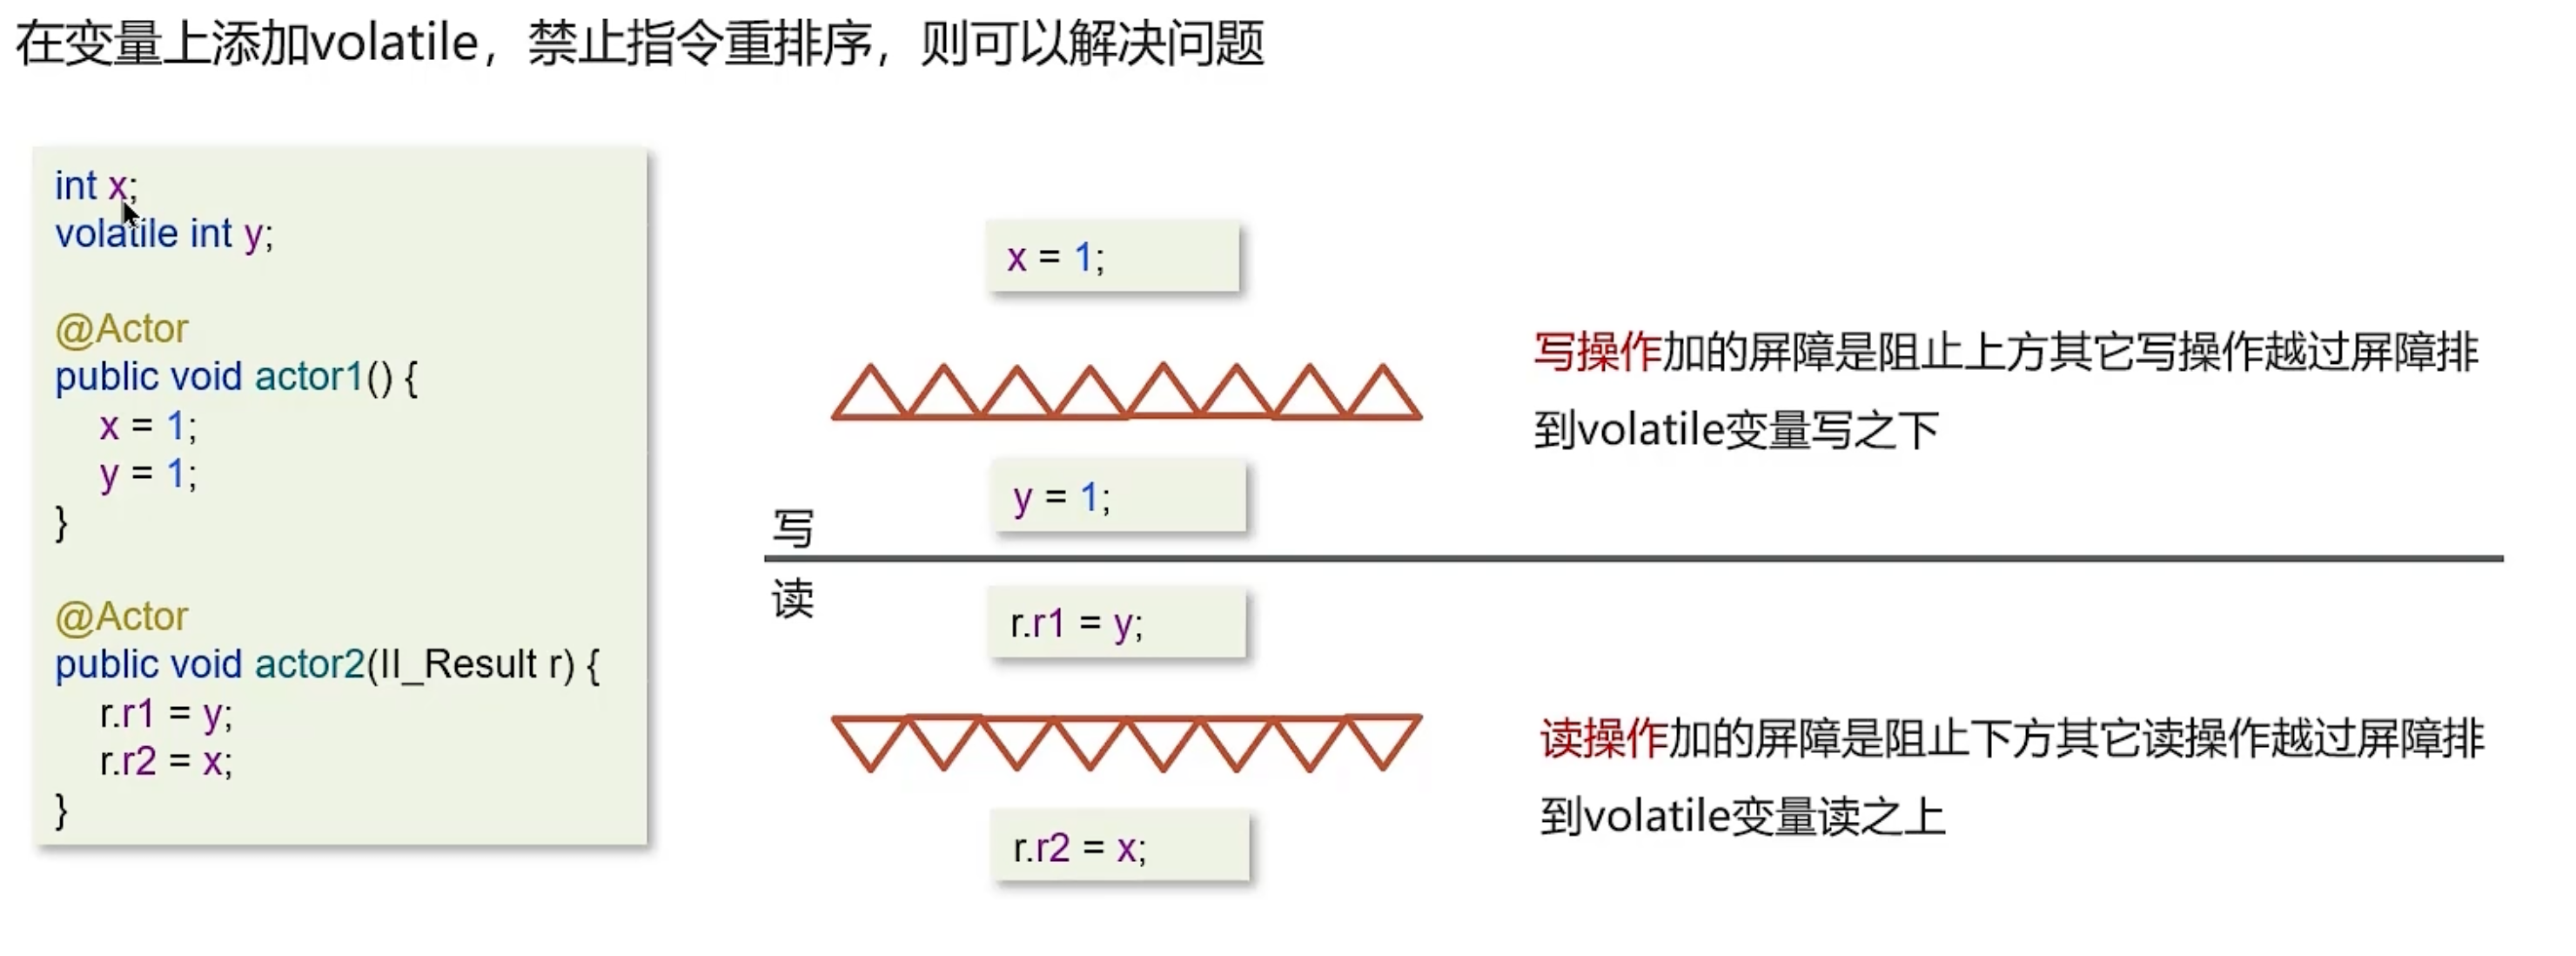 在变量上添加volatile，禁止指令重排序，则可以解决问题
int x;
volatile int y;
@Actor
public void actor1() {
x = 1;
y = 1;
}
@Actor
public void actor2(II_Result r) {
r.r1 = y;
r.r2 = x;
}
x = 1;
写操作加的屏障是阻止上方其它写操作越过屏障排
到volatile变量写之下
y = 1;
写
读
r.r1 = y;
读操作加的屏障是阻止下方其它读操作越过屏障排
到volatile变量读之上
r.r2 = x;